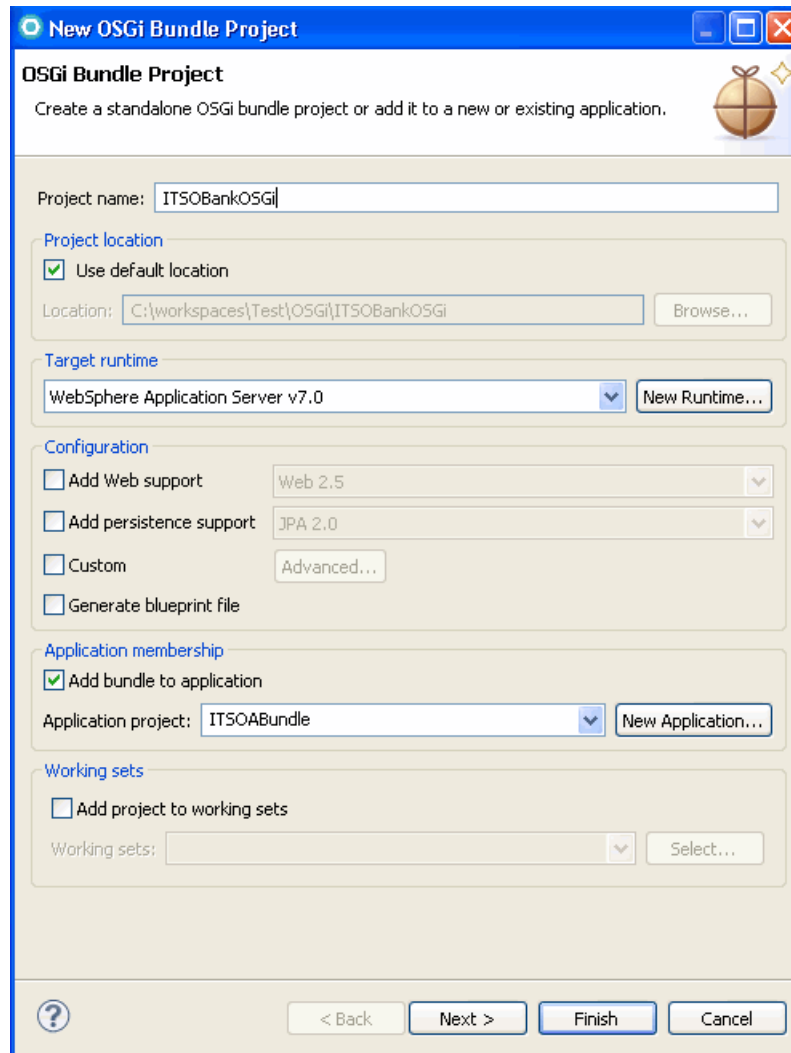 New OSGi Bundle Project
OSGi Bundle Project
Create a standalone OSGi bundle project or add it to a new or existing application.
Project name: ITSOBankOSGi
Project location
Use default location
Location: C:\workspaces\Test\OSGi\ITSOBankOSGi Browse...
Target runtime
WebSphere Application Server v7.0 New Runtime...
Configuration
Add Web support Web 2.5
Add persistence support JPA 2.0
Custom Advanced...
Generate blueprint file
Application membership
Add bundle to application
Application project: ITSOABundle New Application...
Working sets
Add project to working sets
Working sets: Select...
? < Back Next > Finish Cancel